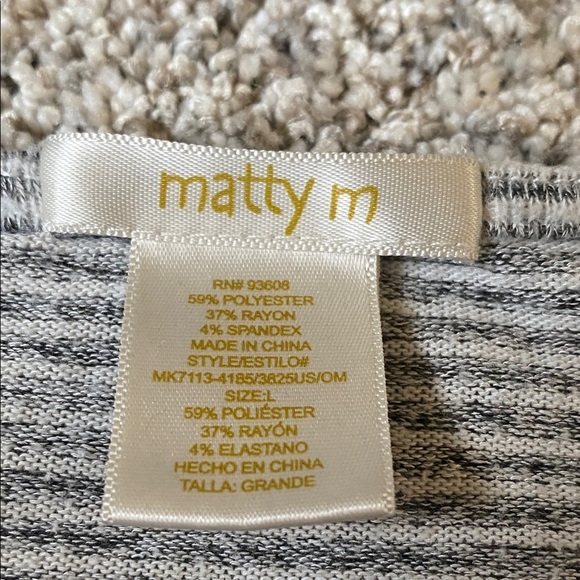 matty m
RN# 93608
59% POLYESTER
37% RAYON
4% SPANDEX
MADE IN CHINA
STYLE/ESTILO#
MK7113-4185/3825US/OM
SIZE:L
59% POLIÉSTER
37% RAYÓN
4% ELASTANO
HECHO EN CHINA
TALLA: GRANDE